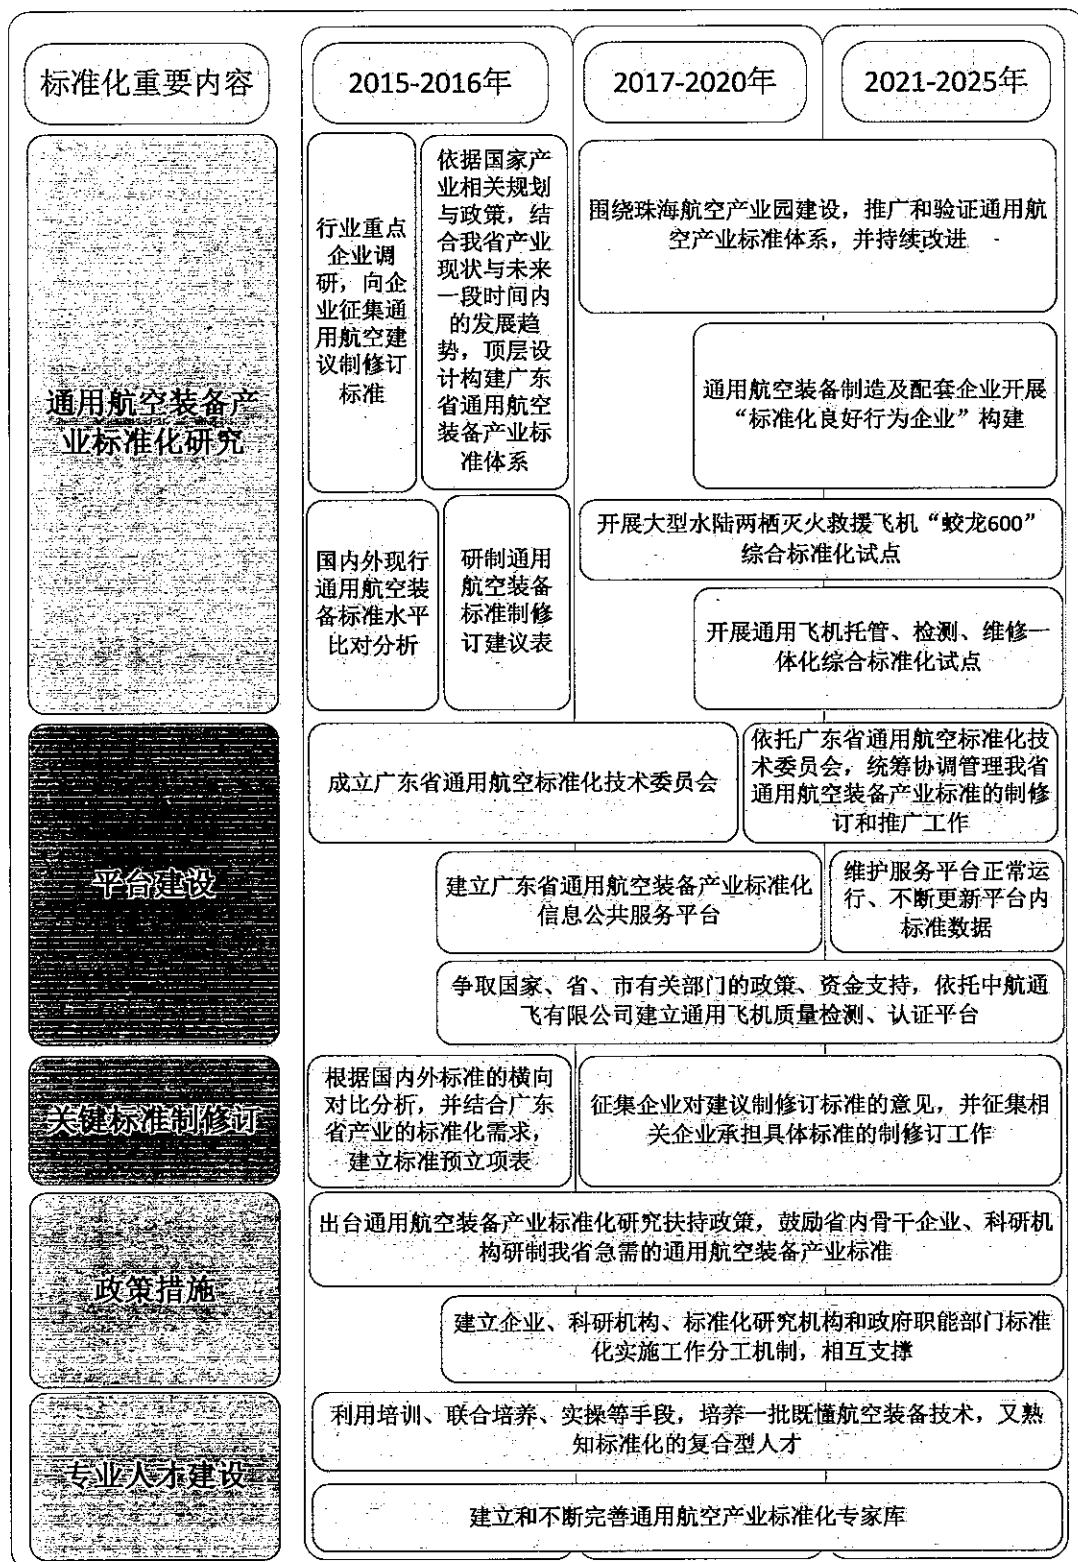 标准化重要内容
2015-2016年
2017-2020年
2021-2025年
通用航空装备产
业标准化研究
行业重点
企业调
研，向企
业征集通
用航空建
议制修订
标准
依据国家产
业相关规划
与政策，结
合我省产业
现状与未来
一段时间内
的发展趋
势，顶层设
计构建广东
省通用航空
装备产业标
准体系
围绕珠海航空产业园建设，推广和验证通用航
空产业标准体系，并持续改进
通用航空装备制造及配套企业开展
“标准化良好行为企业”构建
国内外现行
通用航空装
备标准水平
比对分析
研制通用
航空装备
标准制修
订建议表
开展大型水陆两栖灭火救援飞机“蛟龙600”
综合标准化试点
开展通用飞机托管、检测、维修一
体化综合标准化试点
平台建设
成立广东省通用航空标准化技术委员会
依托广东省通用航空标准化技
术委员会，统筹协调管理我省
通用航空装备产业标准的制修
订和推广工作
建立广东省通用航空装备产业标准化
信息公共服务平台
维护服务平台正常运
行、不断更新平台内
标准数据
争取国家、省、市有关部门的政策、资金支持，依托中航通
飞有限公司建立通用飞机质量检测、认证平台
关键标准制修订
根据国内外标准的横向
对比分析，并结合广东
省产业的标准化需求，
建立标准预立项表
征集企业对建议制修订标准的意见，并征集相
关企业承担具体标准的制修订工作
政策措施
出台通用航空装备产业标准化研究扶持政策，鼓励省内骨干企业、科研机
构研制我省急需的通用航空装备产业标准
建立企业、科研机构、标准化研究机构和政府职能部门标准
化实施工作分工机制，相互支撑
专业人才建设
利用培训、联合培养、实操等手段，培养一批既懂航空装备技术，又熟
知标准化的复合型人才
建立和不断完善通用航空产业标准化专家库